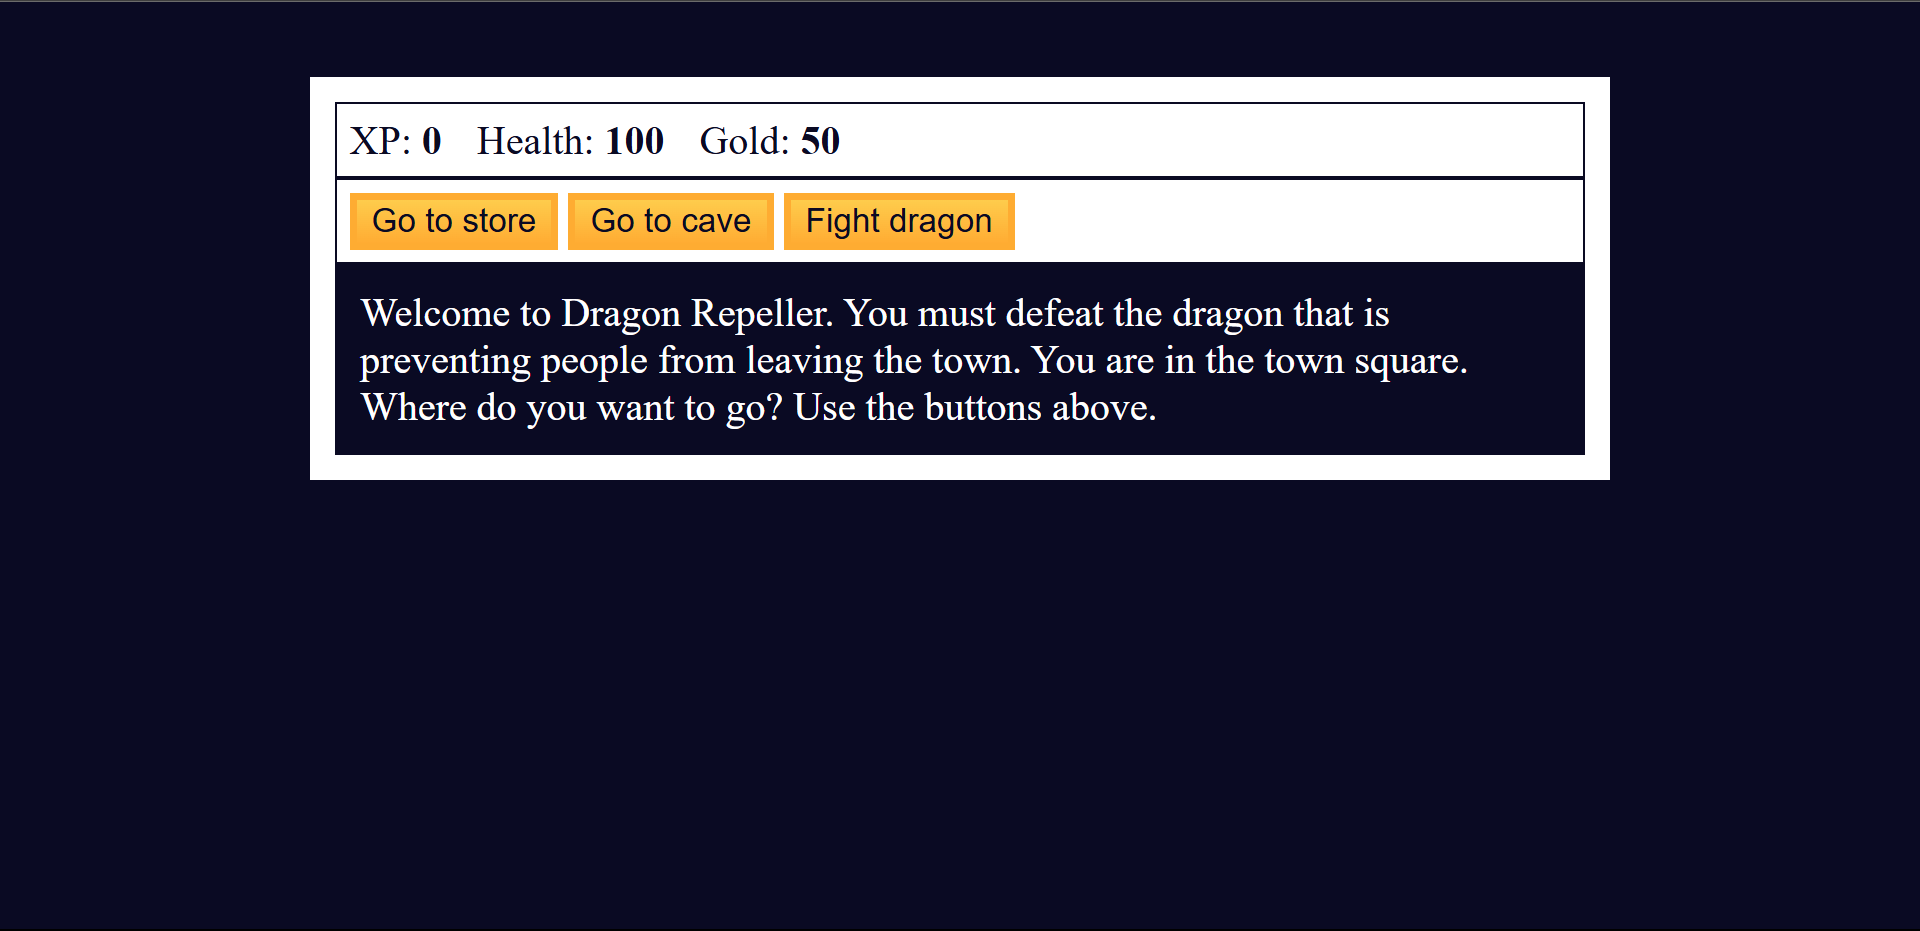 XP: 0 Health: 100 Gold: 50
Go to store Go to cave Fight dragon
Welcome to Dragon Repeller. You must defeat the dragon that is
preventing people from leaving the town. You are in the town square.
Where do you want to go? Use the buttons above.